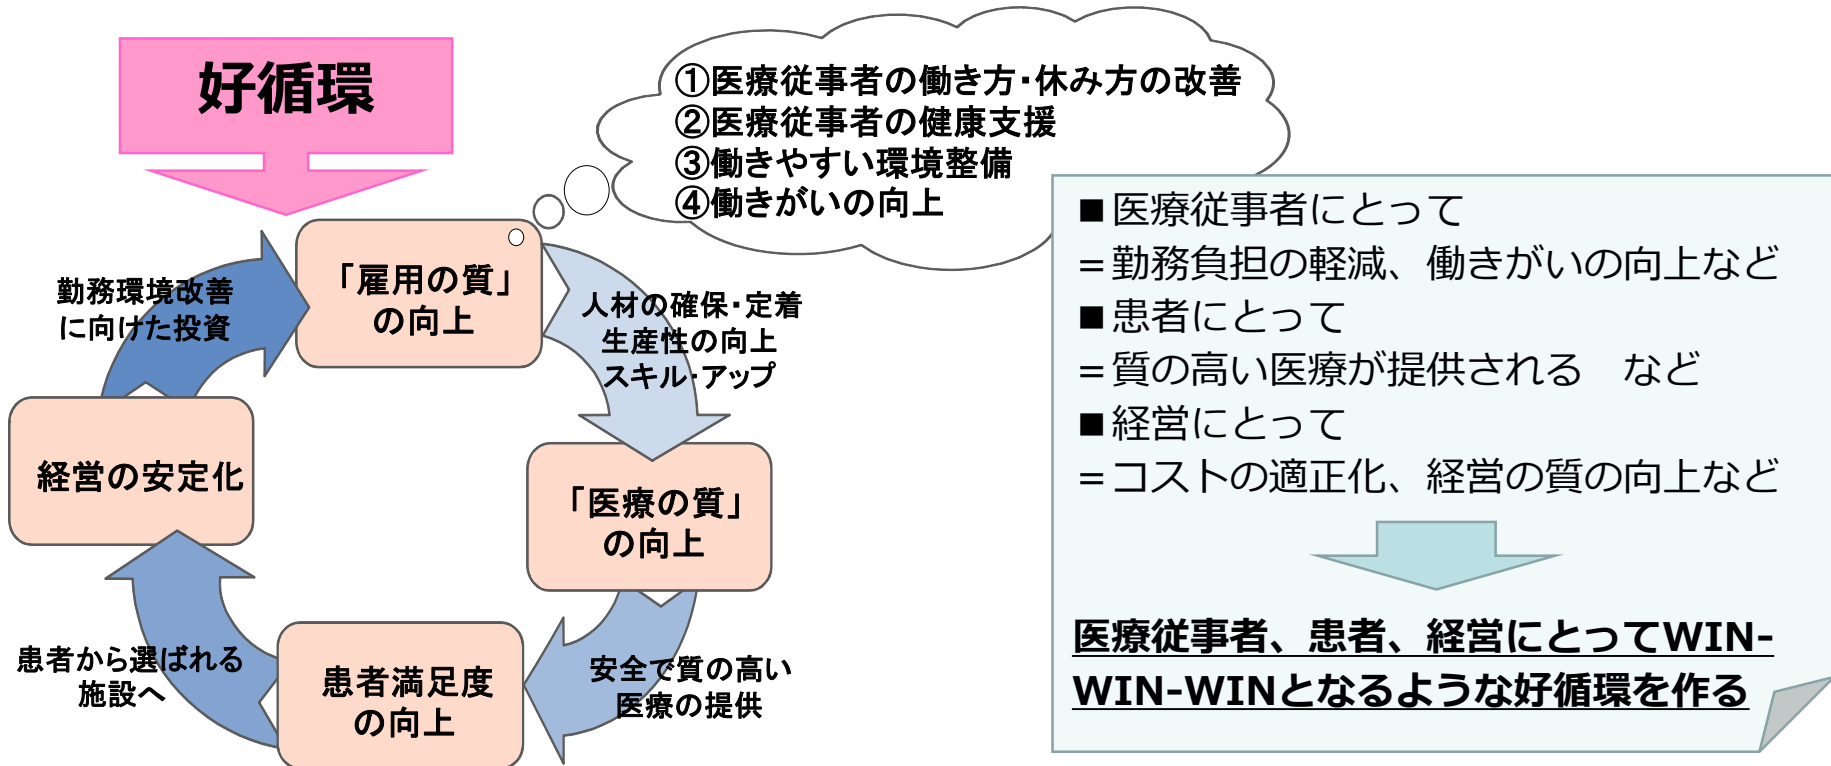 好循環
①医療従事者の働き方・休み方の改善
②医療従事者の健康支援
③働きやすい環境整備
④働きがいの向上
「雇用の質」
の向上
人材の確保・定着
生産性の向上
スキル・アップ
「医療の質」
の向上
安全で質の高い
医療の提供
患者満足度
の向上
患者から選ばれる
施設へ
経営の安定化
勤務環境改善
に向けた投資
■医療従事者にとって
＝勤務負担の軽減、働きがいの向上など
■患者にとって
＝質の高い医療が提供される　など
■経営にとって
＝コストの適正化、経営の質の向上など
医療従事者、患者、経営にとってWIN-
WIN-WINとなるような好循環を作る